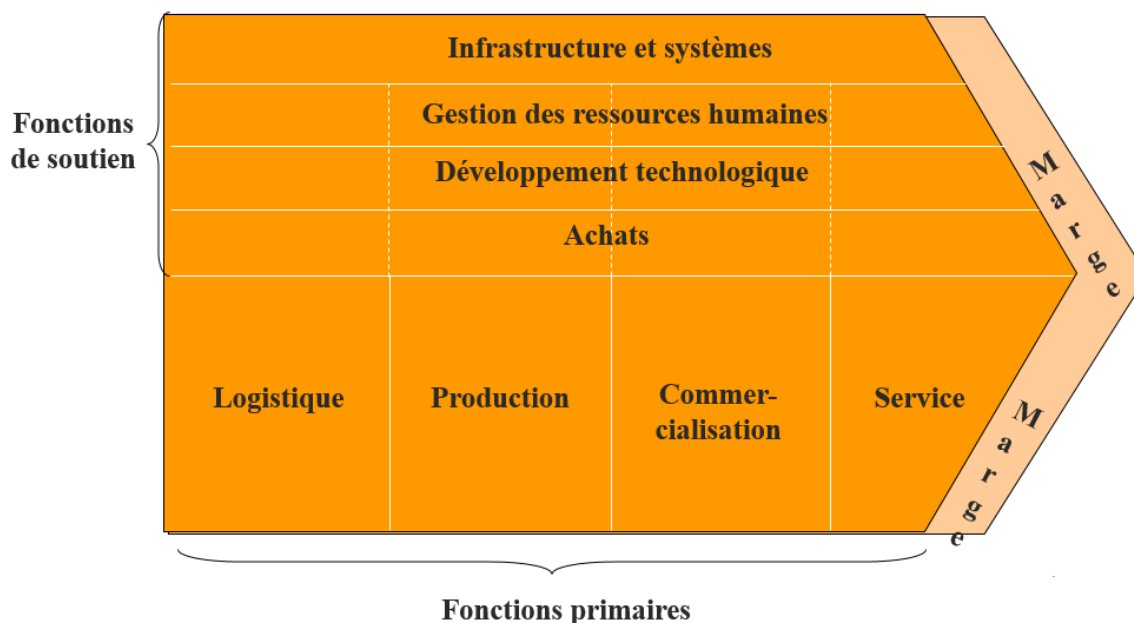 Infrastructure et systèmes
Gestion des ressources humaines
Fonctions
de soutien
Développement technologique
Achats
Marge
Logistique
Production
Commer-
cialisation
Service
Marge
Fonctions primaires